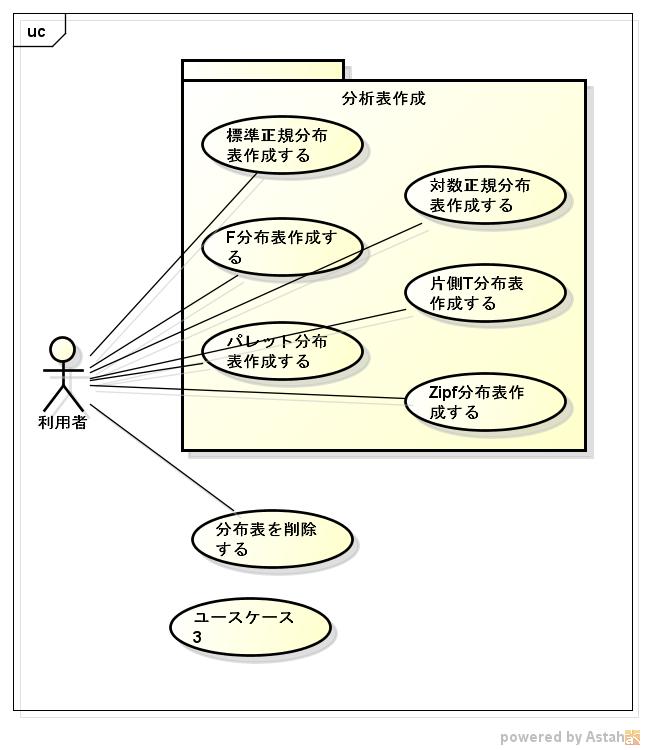 uc
分析表作成
標準正規分布
表作成する
対数正規分布
表作成する
F分布表作成す
る
片側T分布表
作成する
パレット分布
表作成する
Zipf分布表作
成する
利用者
分布表を削除
する
ユースケース
3
powered by Astah